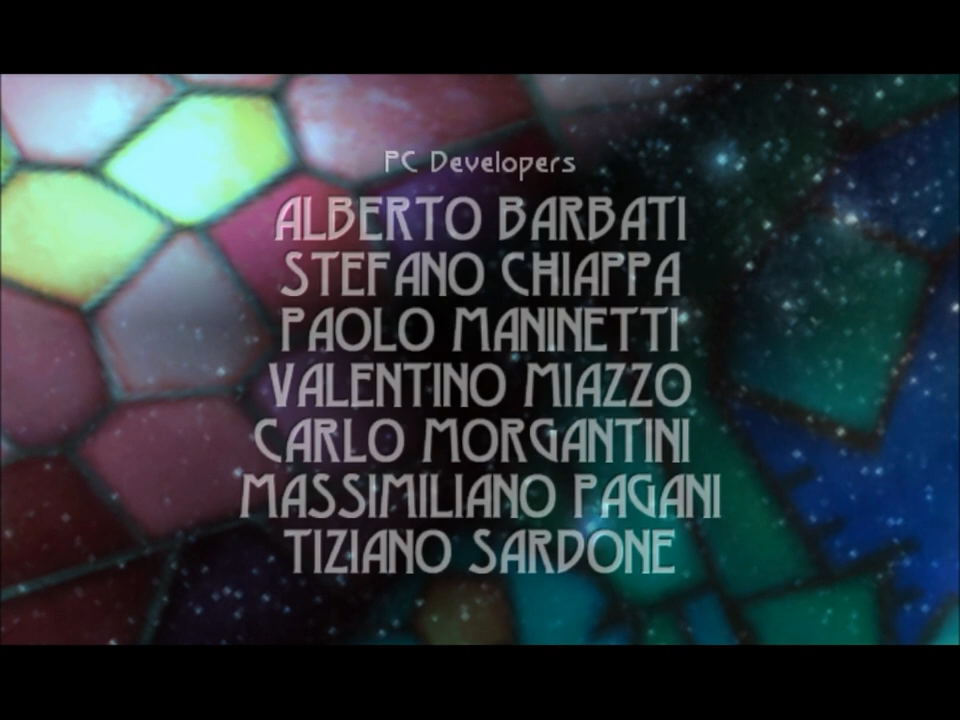 PC Developers
ALBERTO BARBATI
STEFANO CHIAPPA
PAOLO MANINETTI
VALENTINO MIAZZO
CARLO MORGANTINI
MASSIMILIANO PAGANI
TIZIANO SARDONE